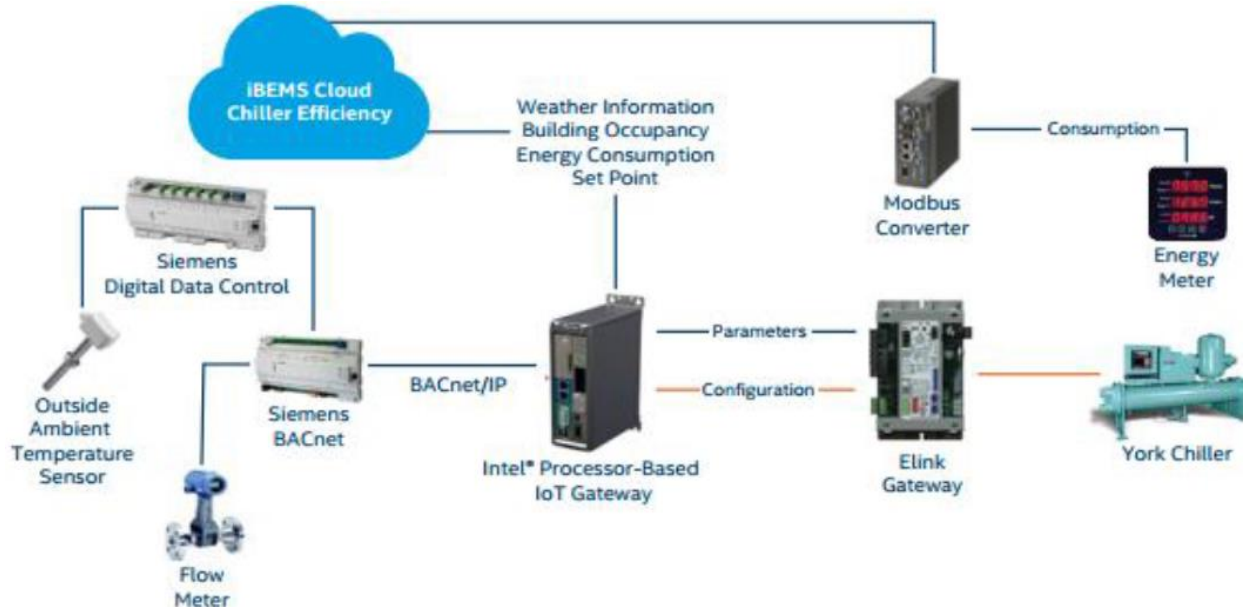 iBEMS Cloud
Chiller Efficiency
Weather Information
Building Occupancy
Energy Consumption
Set Point
Consumption
Modbus
Converter
Energy
Meter
Siemens
Digital Data Control
Parameters
BACnet/IP
Configuration
Outside
Ambient
Temperature
Sensor
Siemens
BACnet
Intel® Processor-Based
IoT Gateway
Elink
Gateway
York Chiller
Flow
Meter